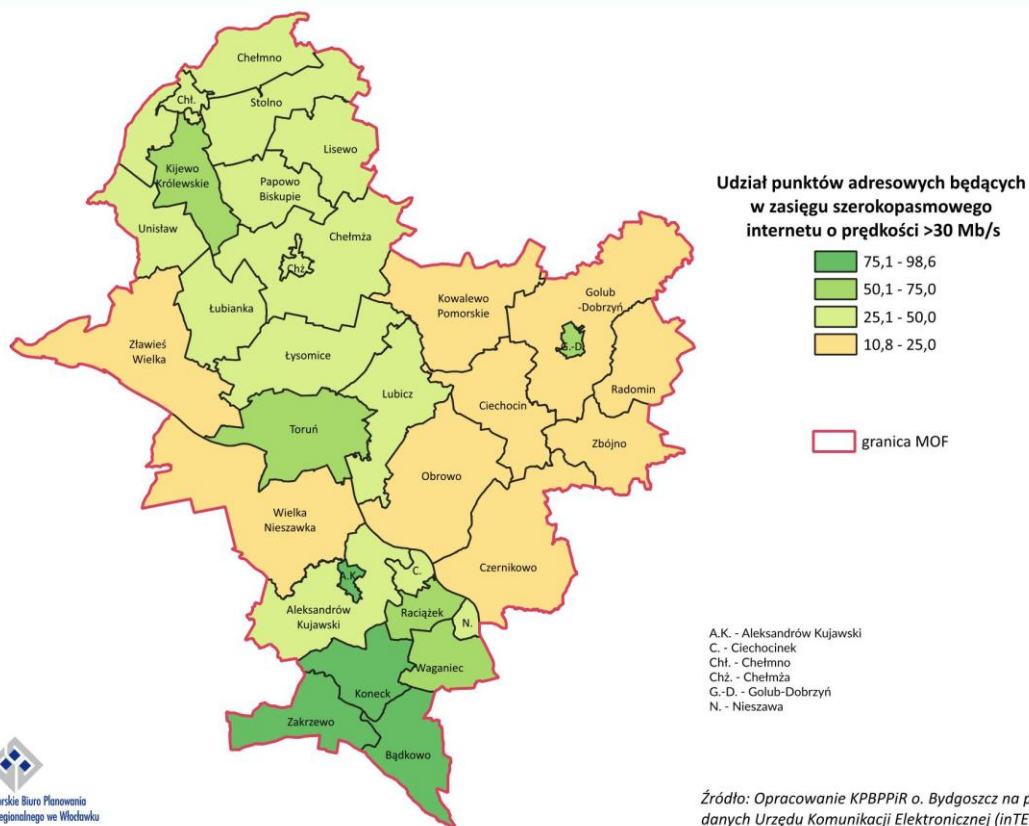 Chełmno
Chł.
Stolno
Lisewo
Kijewo
Królewskie
Papowo
Biskupie
Unisław
Chełmża
Chż.
Łubianka
Kowalewo
Pomorskie
Golub
-Dobrzyń
G.-D.
Zławieś
Wielka
Łysomice
Radomin
Lubicz
Ciechocin
Toruń
Zbójno
Obrowo
Wielka
Nieszawka
Czernikowo
A.K.
C.
Aleksandrów
Kujawski
Raciążek
N.
Waganiec
Koneck
Zakrzewo
Bądkowo
Udział punktów adresowych będących
w zasięgu szerokopasmowego
internetu o prędkości >30 Mb/s
75,1 - 98,6
50,1 - 75,0
25,1 - 50,0
10,8 - 25,0
granica MOF
A.K. - Aleksandrów Kujawski
C. - Ciechocinek
Chł. - Chełmno
Chż. - Chełmża
G.-D. - Golub-Dobrzyń
N. - Nieszawa
Biuro Planowania
we Włocławku
Źródło: Opracowanie KPBPPiR o. Bydgoszcz na
danych Urzędu Komunikacji Elektronicznej